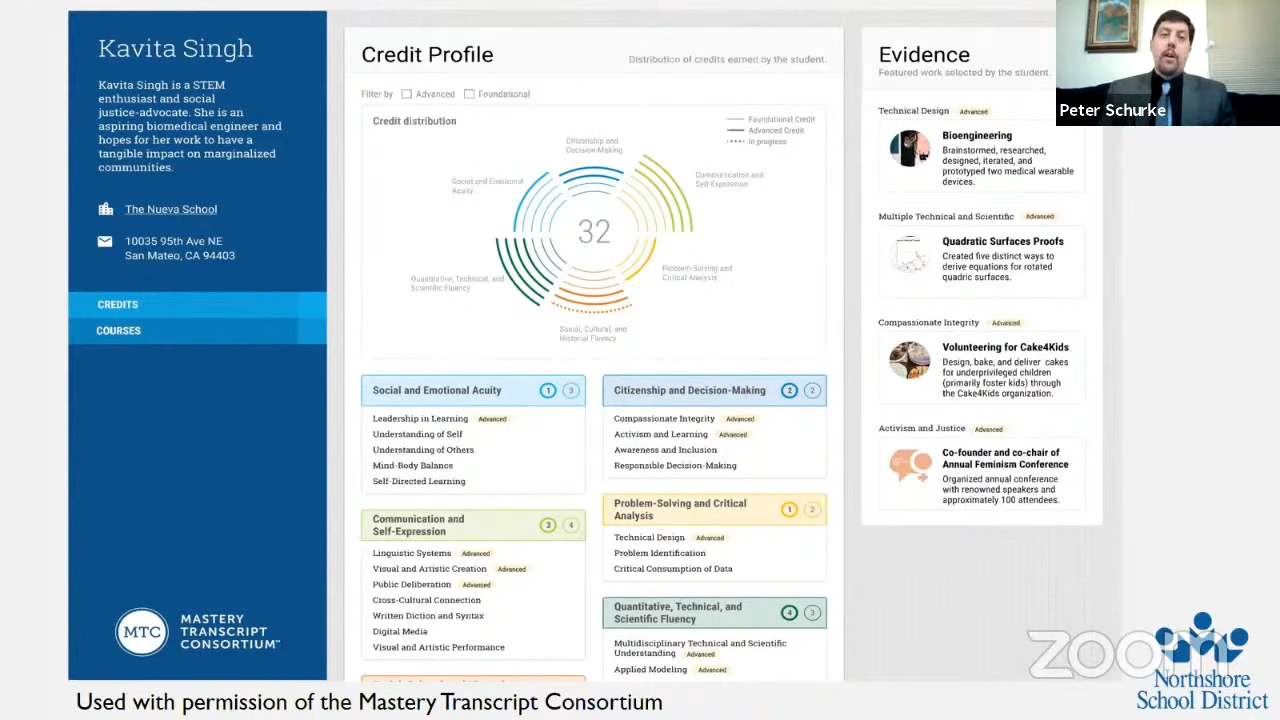 Kavita Singh
Kavita Singh is a STEM
enthusiast and social
justice-advocate. She is an
aspiring biomedical engineer and
hopes for her work to have a
tangible impact on marginalized
communities.
The Nueva School
10035 95th Ave NE
San Mateo, CA 94403
CREDITS
COURSES
MTC
MASTERY
TRANSCRIPT
CONSORTIUM™
Credit Profile
Distribution of credits earned by the student.
Filter by
Advanced
Foundational
Credit distribution
Foundational Credit
Advanced Credit
In progress
Citizenship and
Decision-Making
Social and Emotional
Acuity
Communication and
Self-Expression
32
Quantitative, Technical, and
Scientific Fluency
Problem-Solving and
Critical Analysis
Social, Cultural, and
Historical Fluency
Social and Emotional Acuity 1 3
Leadership in Learning Advanced
Understanding of Self
Understanding of Others
Mind-Body Balance
Self-Directed Learning
Communication and
Self-Expression 3 4
Linguistic Systems Advanced
Visual and Artistic Creation Advanced
Public Deliberation Advanced
Cross-Cultural Connection
Written Diction and Syntax
Digital Media
Visual and Artistic Performance
Citizenship and Decision-Making 2 2
Compassionate Integrity Advanced
Activism and Learning Advanced
Awareness and Inclusion
Responsible Decision-Making
Problem-Solving and Critical
Analysis 1 2
Technical Design Advanced
Problem Identification
Critical Consumption of Data
Quantitative, Technical, and
Scientific Fluency 4 3
Multidisciplinary Technical and Scientific
Understanding Advanced
Applied Modeling Advanced
Evidence
Featured work selected by the student.
Technical Design Advanced
Bioengineering
Brainstormed, researched,
designed, iterated, and
prototyped two medical wearable
devices.
Multiple Technical and Scientific Advanced
Quadratic Surfaces Proofs
Created five distinct ways to
derive equations for rotated
quadric surfaces.
Compassionate Integrity Advanced
Volunteering for Cake4Kids
Design, bake, and deliver cakes
for underprivileged children
(primarily foster kids) through
the Cake4Kids organization.
Activism and Justice Advanced
Co-founder and co-chair of
Annual Feminism Conference
Organized annual conference
with renowned speakers and
approximately 100 attendees.
Peter Schurke
zoom
Northshore
School District
Used with permission of the Mastery Transcript Consortium